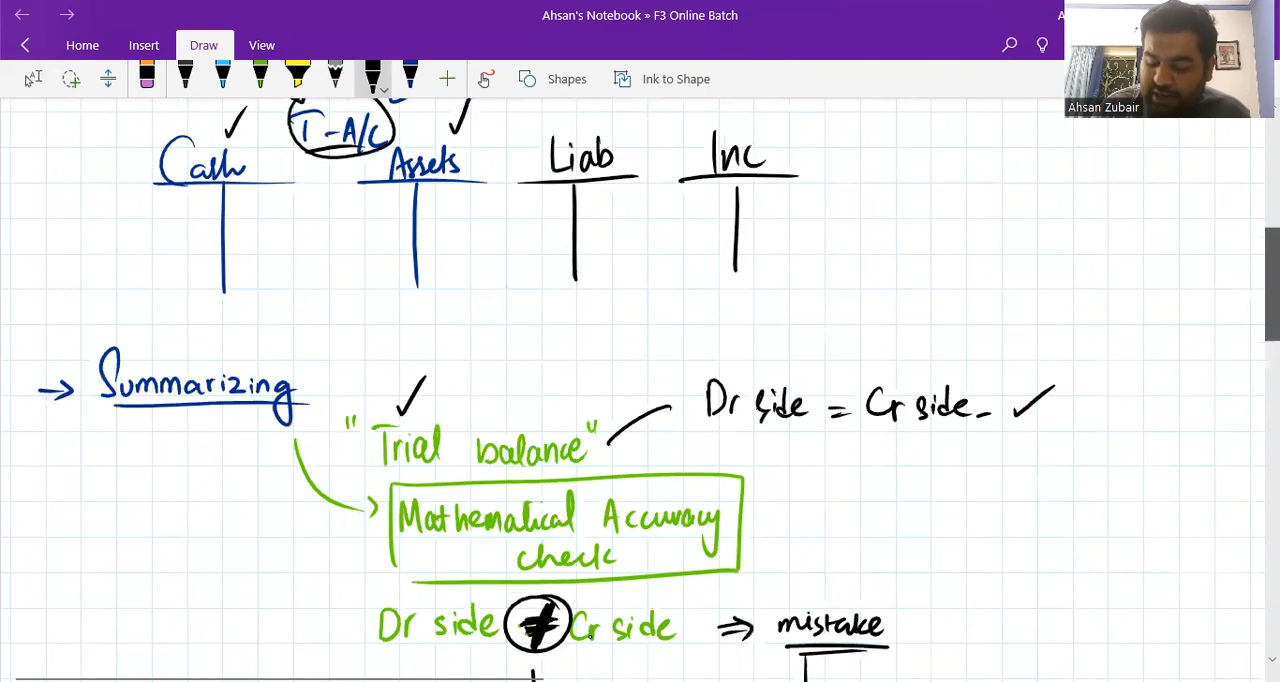 Ahsan's Notebook » F3 Online Batch
Home Insert Draw View
Shapes Ink to Shape
Ahsan Zubair
T-A/C
Cash Assets Liab Inc
→ Summarizing
Dr side = Cr side - ✓
"Trial balance"
Mathematical Accuracy
check
Dr side ≠ Cr side ⇒ mistake